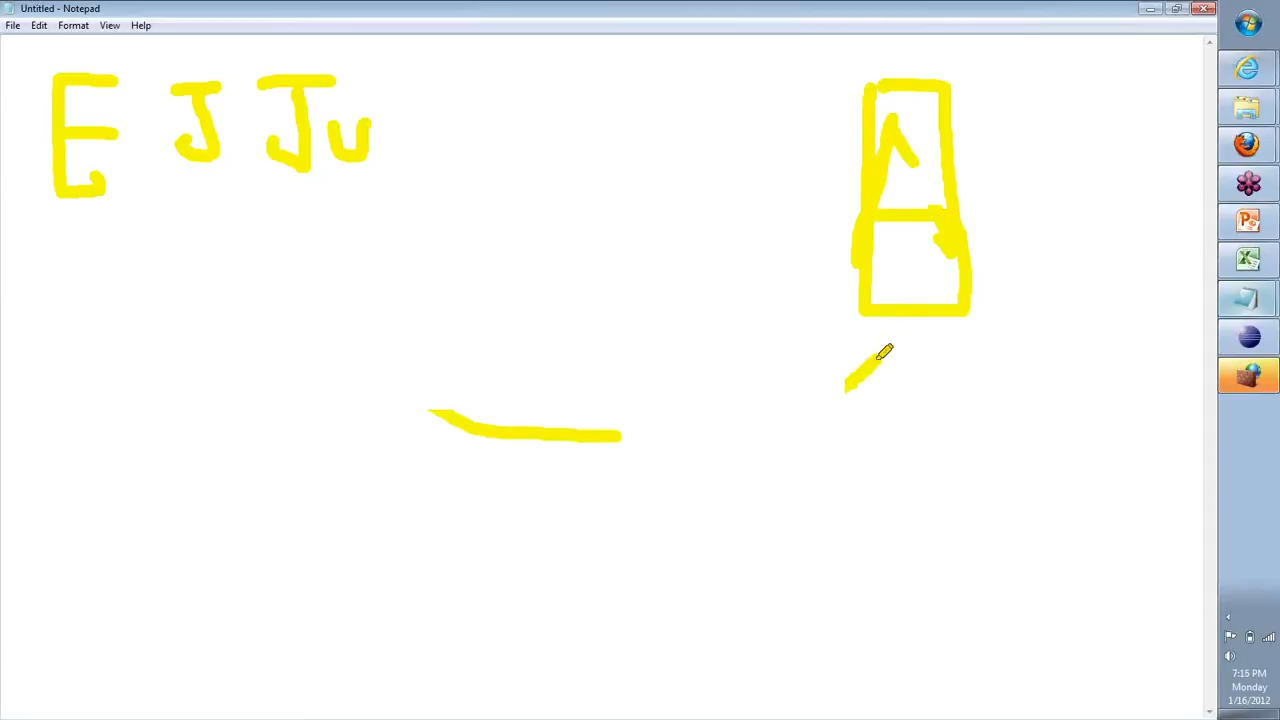 Untitled - Notepad
File Edit Format View Help
E J JU
7:15 PM
Monday
1/16/2012